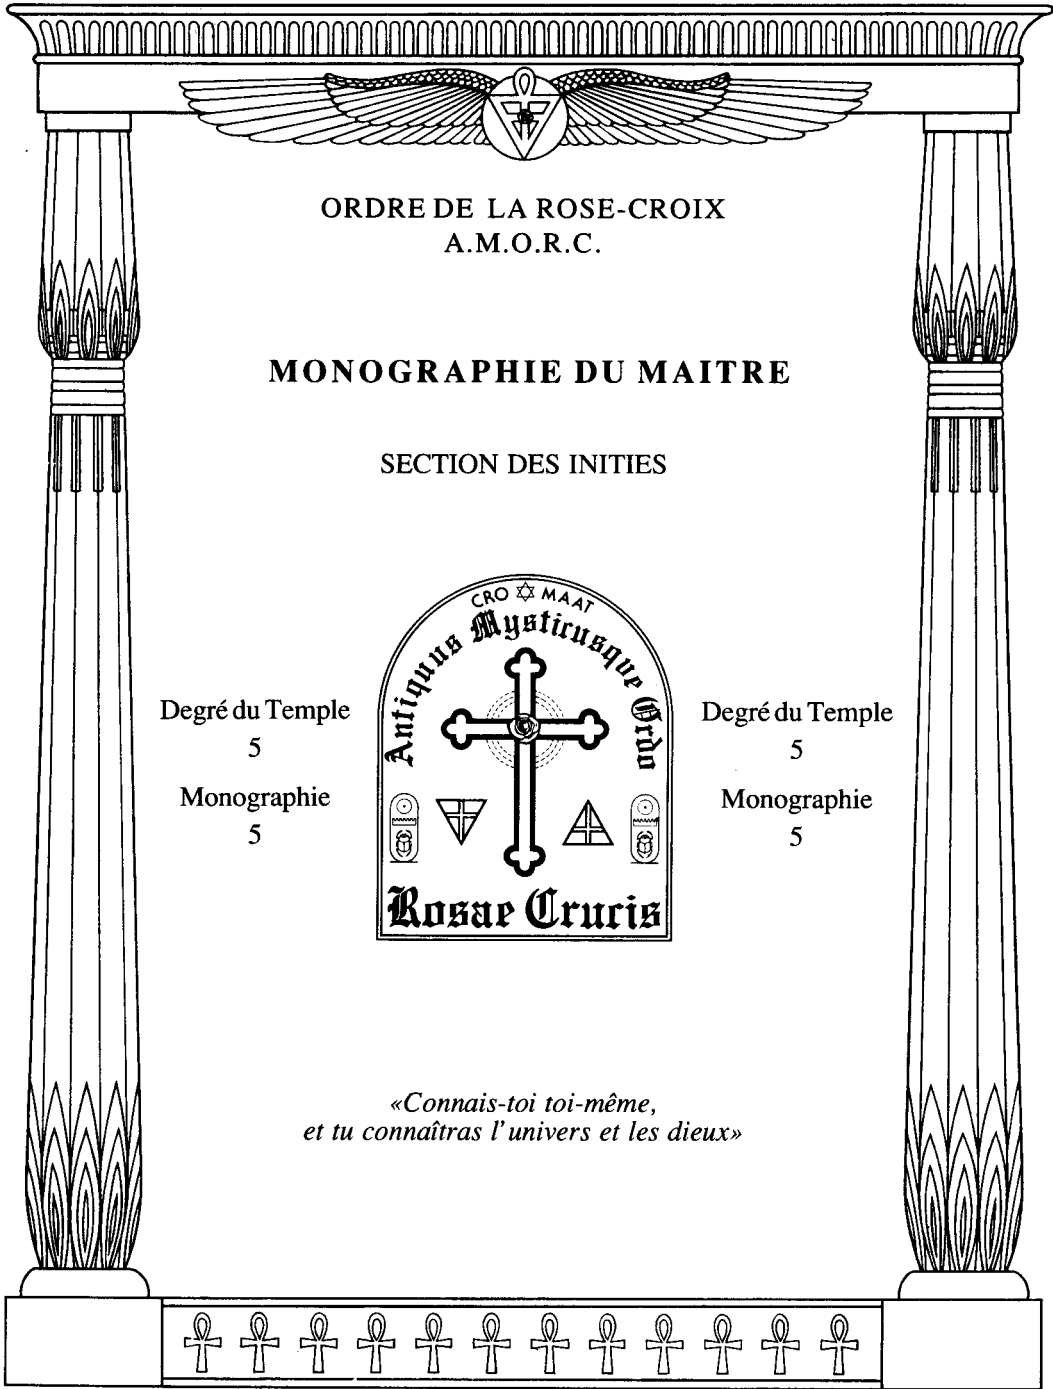 ORDRE DE LA ROSE-CROIX
A.M.O.R.C.
MONOGRAPHIE DU MAITRE
SECTION DES INITIES
CRO MAAT
Antiquus Mysticusque Ordo
Degré du Temple
5
Monographie
5
Degré du Temple
5
Monographie
5
Rosae Crucis
«Connais-toi toi-même,
et tu connaîtras l'univers et les dieux»